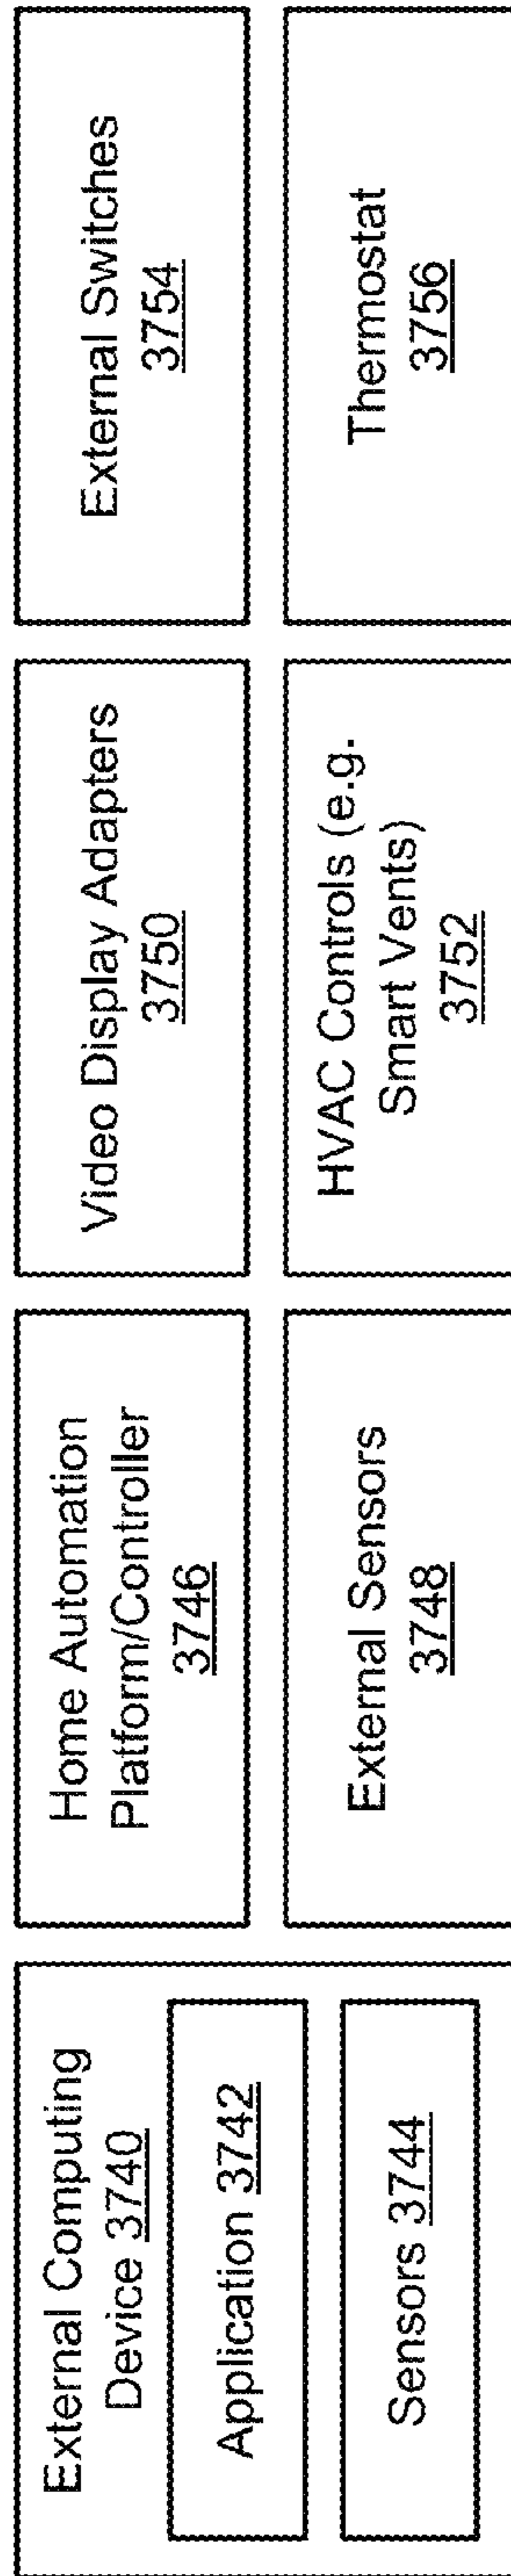 External Computing
Device 3740
Application 3742
Sensors 3744
Home Automation
Platform/Controller
3746
External Sensors
3748
Video Display Adapters
3750
HVAC Controls (e.g.
Smart Vents)
3752
External Switches
3754
Thermostat
3756